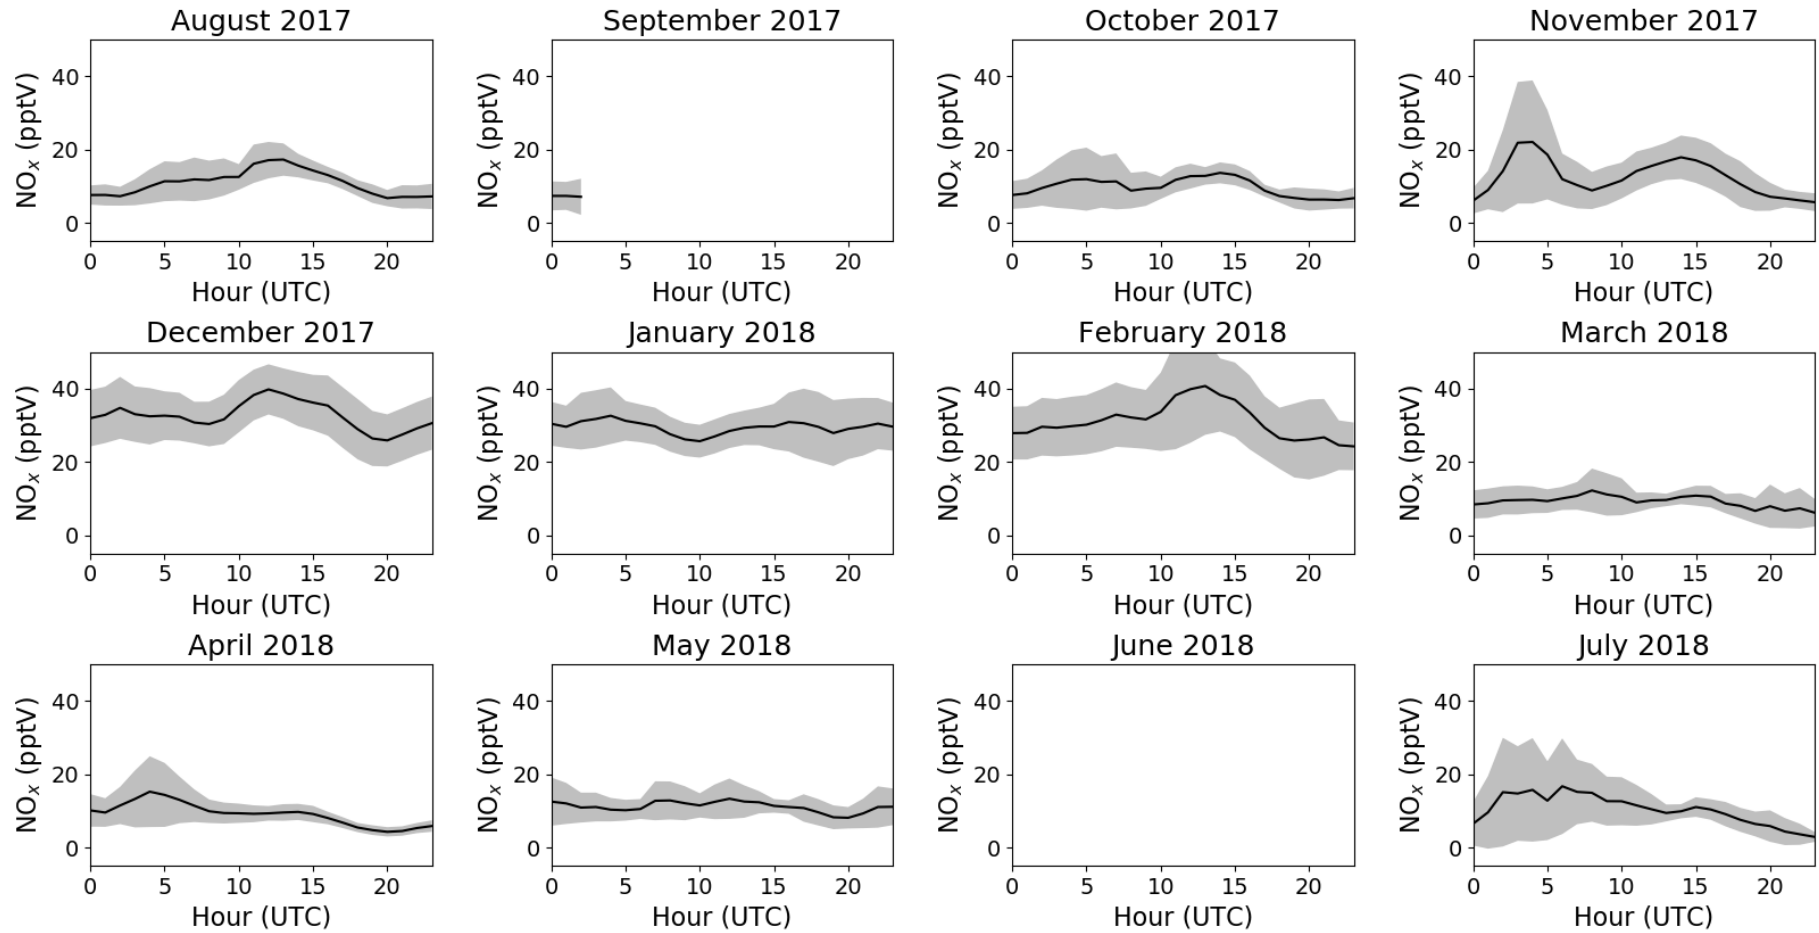 August 2017 September 2017 October 2017 November 2017
NOₓ (pptV) 40 20 0 NOₓ (pptV) 40 20 0 NOₓ (pptV) 40 20 0 NOₓ (pptV) 40 20 0
0 5 10 15 20 0 5 10 15 20 0 5 10 15 20 0 5 10 15 20
Hour (UTC) Hour (UTC) Hour (UTC) Hour (UTC)
December 2017 January 2018 February 2018 March 2018
NOₓ (pptV) 40 20 0 NOₓ (pptV) 40 20 0 NOₓ (pptV) 40 20 0 NOₓ (pptV) 40 20 0
0 5 10 15 20 0 5 10 15 20 0 5 10 15 20 0 5 10 15 20
Hour (UTC) Hour (UTC) Hour (UTC) Hour (UTC)
April 2018 May 2018 June 2018 July 2018
NOₓ (pptV) 40 20 0 NOₓ (pptV) 40 20 0 NOₓ (pptV) 40 20 0 NOₓ (pptV) 40 20 0
0 5 10 15 20 0 5 10 15 20 0 5 10 15 20 0 5 10 15 20
Hour (UTC) Hour (UTC) Hour (UTC) Hour (UTC)